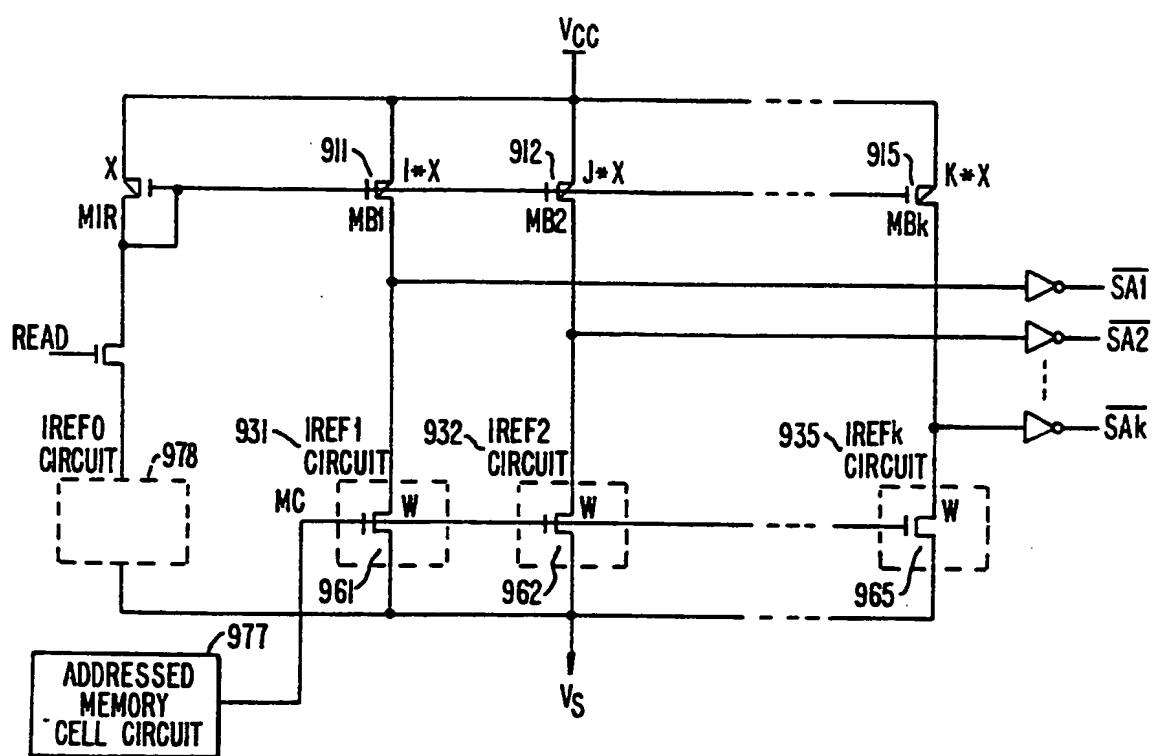 VCC
X
911
I*X
912
J*X
915
K*X
MIR
MB1
MB2
MBk
SA1
READ
SA2
IREF0
CIRCUIT
978
931
IREF1
CIRCUIT
932
IREF2
CIRCUIT
935
IREFk
CIRCUIT
SAk
MC
W
W
W
961
962
965
977
ADDRESSED
MEMORY
CELL CIRCUIT
VS